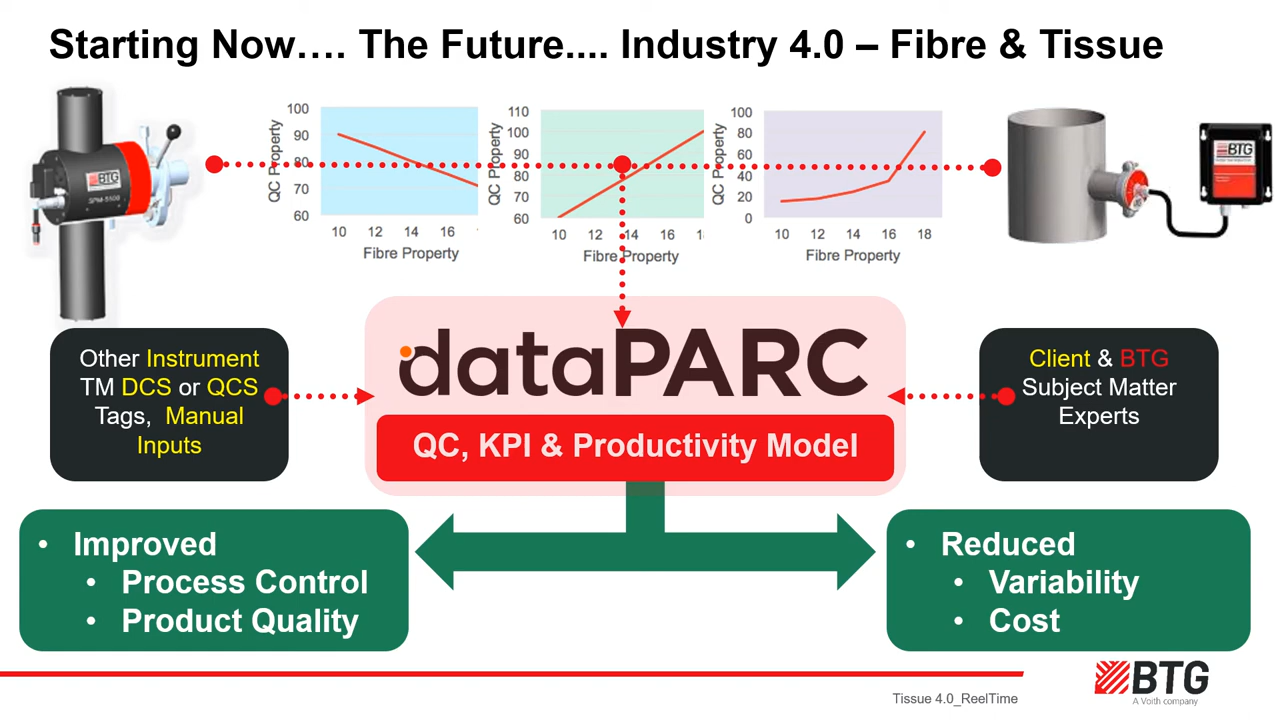 Starting Now…. The Future.... Industry 4.0 – Fibre & Tissue
BTG
SPM-5500
QC Property
100
90
80
70
60
10 12 14 16
Fibre Property
QC Property
110
100
90
80
70
60
10 12 14 16
Fibre Property
QC Property
100
80
60
40
20
0
10 12 14 16 18
Fibre Property
BTG
Other Instrument
TM DCS or QCS
Tags, Manual
Inputs
dataPARC
QC, KPI & Productivity Model
Client & BTG
Subject Matter
Experts
• Improved
• Process Control
• Product Quality
• Reduced
• Variability
• Cost
Tissue 4.0_ReelTime
BTG
A Voith company